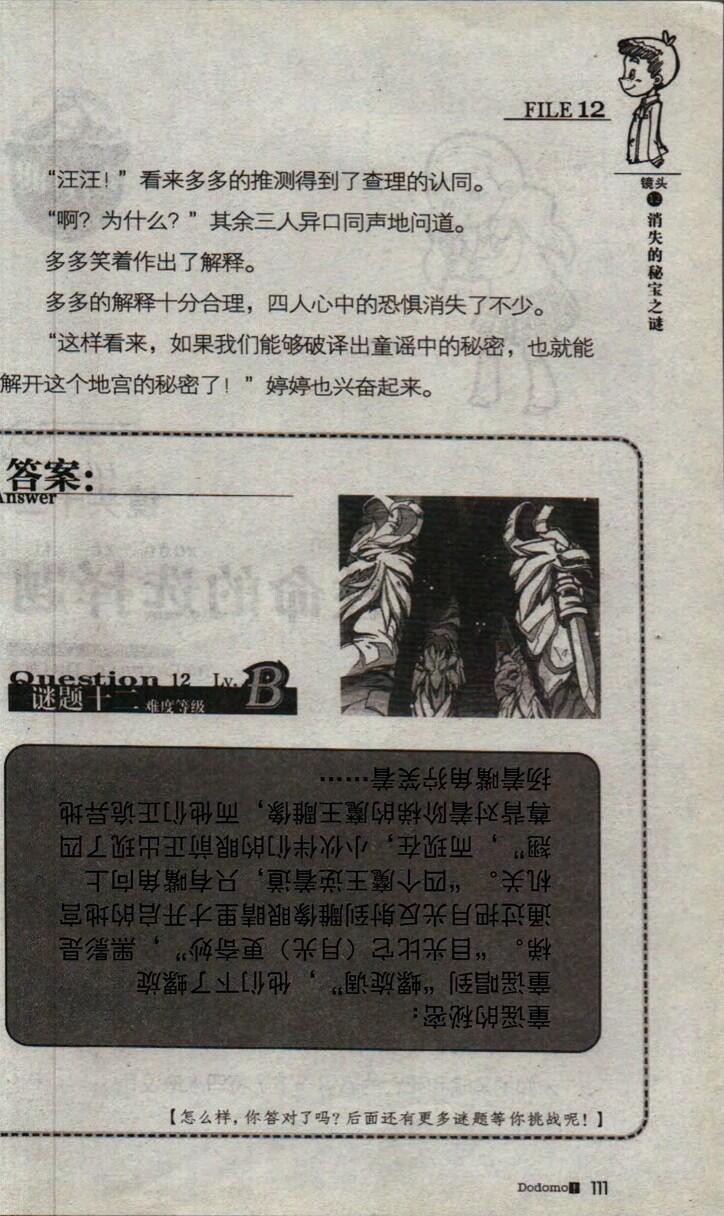 FILE 12
镜头
12
消失的秘宝之谜
“汪汪！”看来多多的推测得到了查理的认同。
“啊？为什么？”其余三人异口同声地问道。
多多笑着作出了解释。
多多的解释十分合理，四人心中的恐惧消失了不少。
“这样看来，如果我们能够破译出童谣中的秘密，也就能
解开这个地宫的秘密了！”婷婷也兴奋起来。
答案：
Answer
Question 12 Lv. B
谜题十二 难度等级
童谣的秘密：
童谣唱到“螺旋调”，他们下了螺旋
梯。“目光比它（月光）更奇妙”，黑影是
通过把月光反射到雕像眼睛里才开启的地宫
机关。“四个魔王逆着道，只有嘴角向上
翘”，而现在，小伙伴们的眼前正出现了四
尊背对着阶梯的魔王雕像，而他们正诡异地
扬着嘴角狞笑着……
【怎么样，你答对了吗？后面还有更多谜题等你挑战呢！】
Dodomo! 111